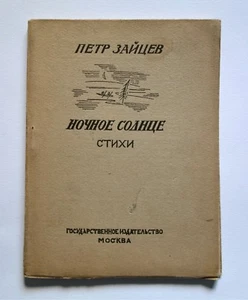 ПЕТР ЗАЙЦЕВ
НОЧНОЕ СОЛНЦЕ
СТИХИ
ГОСУДАРСТВЕННОЕ ИЗДАТЕЛЬСТВО
МОСКВА